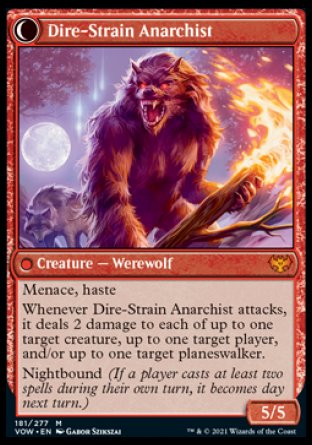 Dire-Strain Anarchist
Creature — Werewolf
Menace, haste
Whenever Dire-Strain Anarchist attacks,
it deals 2 damage to each of up to one
target creature, up to one target player,
and/or up to one target planeswalker.
Nightbound (If a player casts at least two
spells during their own turn, it becomes day
next turn.)
5/5
181/277 M
VOW • EN GABOR SZIKSZAI
™ & © 2021 Wizards of the Coast